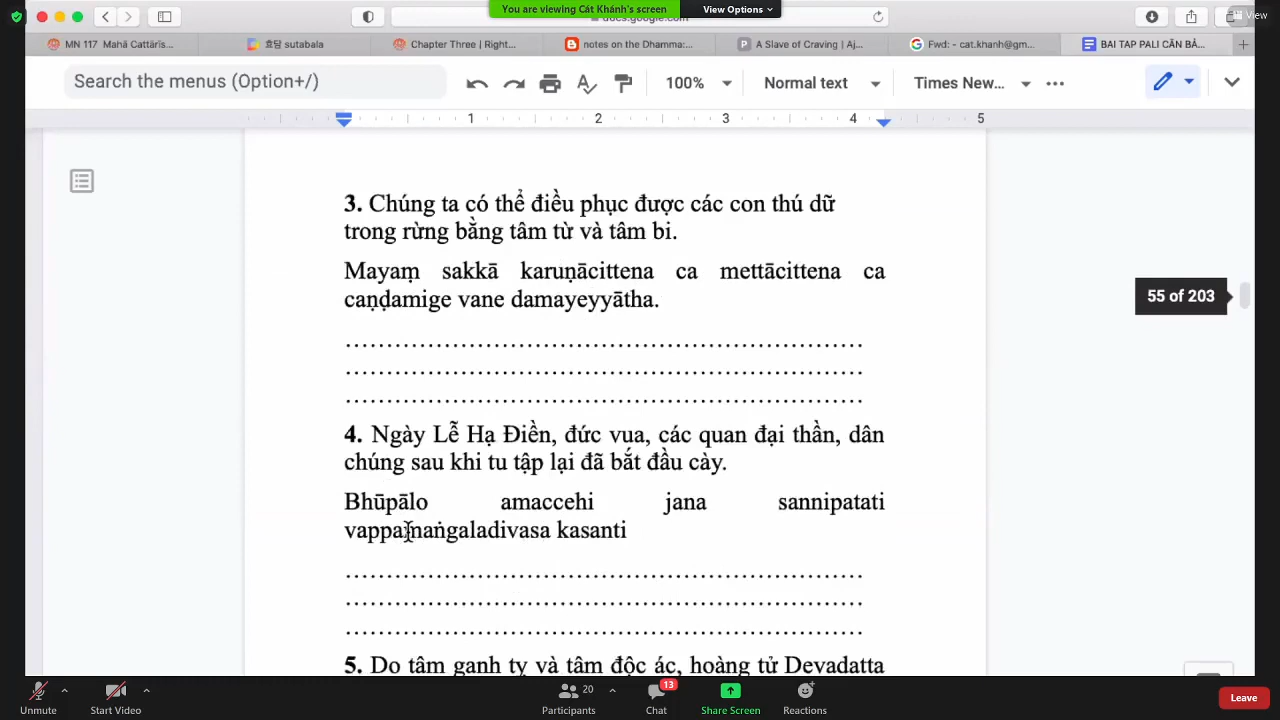 You are viewing Cát Khánh's screen
View Options
View
MN 117 Mahā Cattārīs...
호담 sutabala
Chapter Three | Right...
notes on the Dhamma:...
A Slave of Craving | Aj...
Fwd: - cat.khanh@gm...
BAI TAP PALI CĂN BẢ...
Search the menus (Option+/)
100%
Normal text
Times New...
1 2 3 4 5
3. Chúng ta có thể điều phục được các con thú dữ
trong rừng bằng tâm từ và tâm bi.
Mayaṃ sakkā karuṇācittena ca mettācittena ca
caṇḍamige vane damayeyyātha.
55 of 203
4. Ngày Lễ Hạ Điền, đức vua, các quan đại thần, dân
chúng sau khi tu tập lại đã bắt đầu cày.
Bhūpālo amaccehi jana sannipatati
vappamaṅgaladivasa kasanti
5. Do tâm ganh tỵ và tâm độc ác, hoàng tử Devadatta
Unmute
Start Video
20
Participants
13
Chat
Share Screen
Reactions
Leave